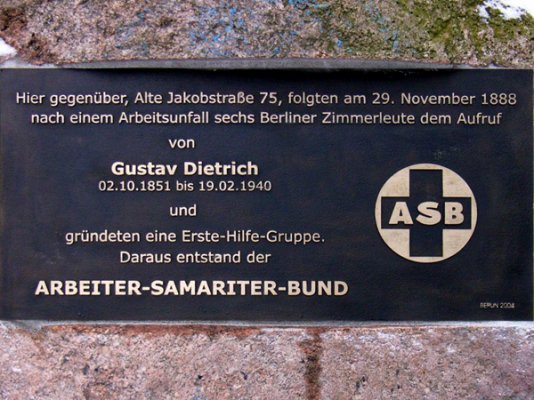 Hier gegenüber, Alte Jakobstraße 75, folgten am 29. November 1888
nach einem Arbeitsunfall sechs Berliner Zimmerleute dem Aufruf
von
Gustav Dietrich
02.10.1851 bis 19.02.1940
und
gründeten eine Erste-Hilfe-Gruppe.
Daraus entstand der
ARBEITER-SAMARITER-BUND
ASB
BERLIN 2004